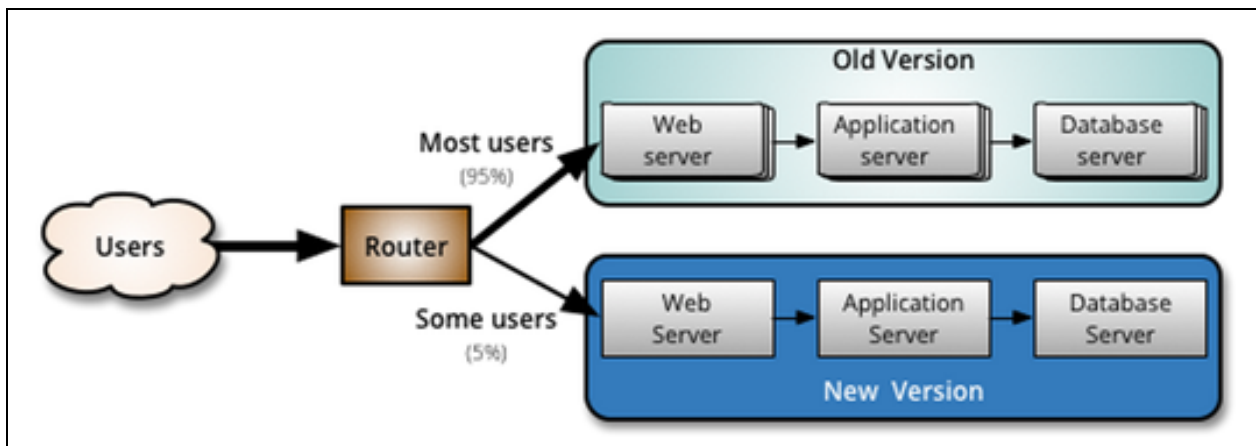 Old Version
Web
server
Application
server
Database
server
Most users
(95%)
Users
Router
Some users
(5%)
Web
Server
Application
Server
Database
Server
New Version